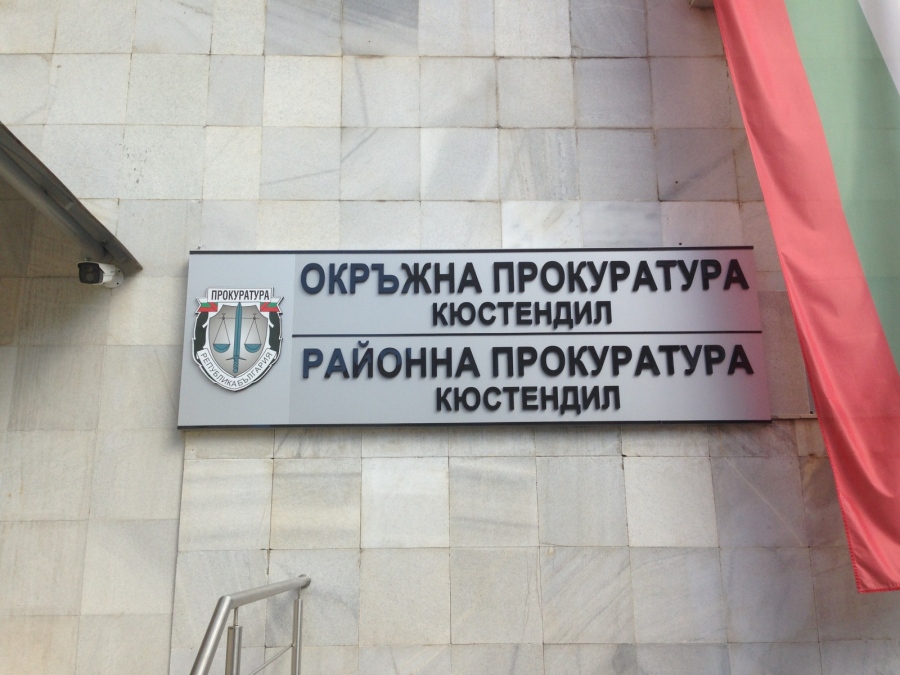 ПРОКУРАТУРА
РЕПУБЛИКА БЪЛГАРИЯ
ОКРЪЖНА ПРОКУРАТУРА
КЮСТЕНДИЛ
РАЙОННА ПРОКУРАТУРА
КЮСТЕНДИЛ